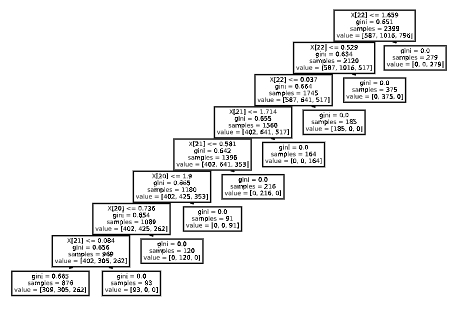 X[22] <= 1.659
gini = 0.651
samples = 2399
value = [587, 1016, 796]
X[22] <= 0.529
gini = 0.634
samples = 2120
value = [587, 1016, 517]
gini = 0.0
samples = 279
value = [0, 0, 279]
X[22] <= 0.037
gini = 0.664
samples = 1745
value = [587, 641, 517]
gini = 0.0
samples = 375
value = [0, 375, 0]
X[21] <= 1.714
gini = 0.655
samples = 1560
value = [402, 641, 517]
gini = 0.0
samples = 185
value = [185, 0, 0]
X[21] <= 0.581
gini = 0.642
samples = 1396
value = [402, 641, 353]
gini = 0.0
samples = 164
value = [0, 0, 164]
X[20] <= 1.9
gini = 0.665
samples = 1180
value = [402, 425, 353]
gini = 0.0
samples = 216
value = [0, 216, 0]
X[20] <= 0.736
gini = 0.654
samples = 1089
value = [402, 425, 262]
gini = 0.0
samples = 91
value = [0, 0, 91]
X[21] <= 0.084
gini = 0.656
samples = 969
value = [402, 305, 262]
gini = 0.0
samples = 120
value = [0, 120, 0]
gini = 0.665
samples = 876
value = [309, 305, 262]
gini = 0.0
samples = 93
value = [93, 0, 0]